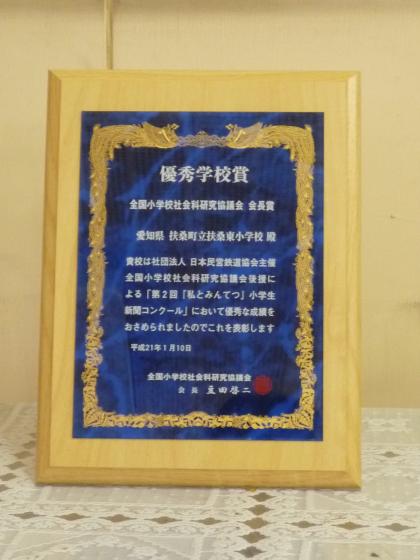 優秀学校賞
全国小学校社会科研究協議会 会長賞
愛知県 扶桑町立扶桑東小学校 殿
貴校は社団法人 日本民営鉄道協会主催
全国小学校社会科研究協議会後援に
よる「第2回「私とみんてつ」小学生
新聞コンクール」において優秀な成績を
おさめられましたのでこれを表彰します
平成21年1月10日
全国小学校社会科研究協議会
会長 亘田啓二